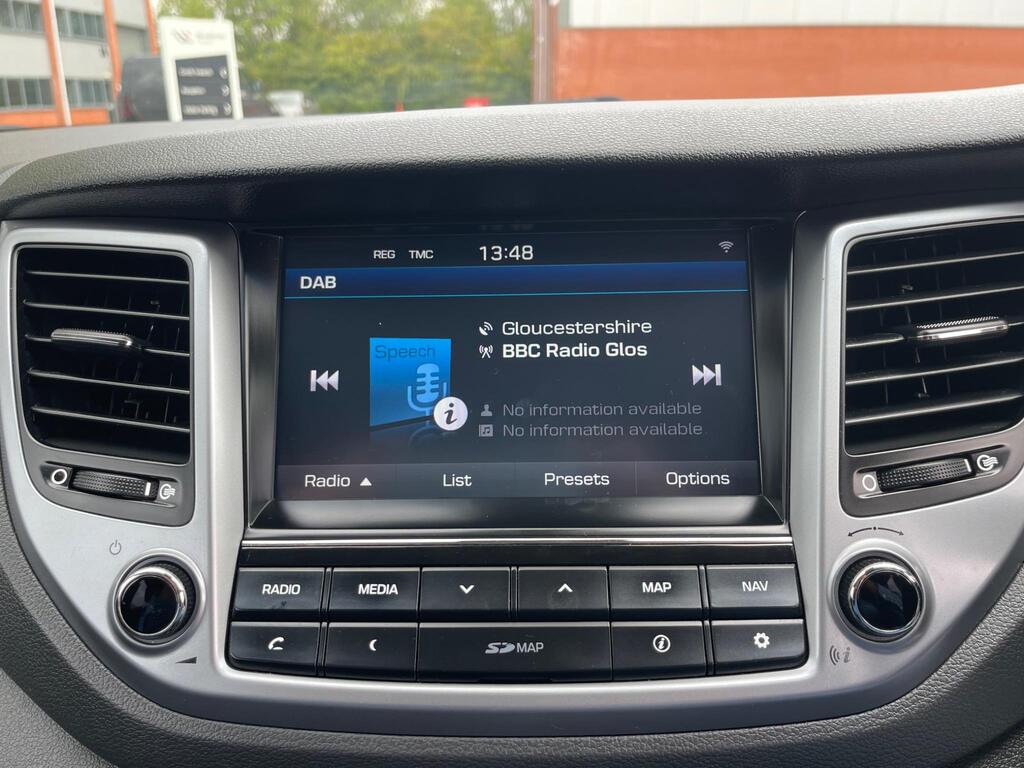 REG TMC 13:48
DAB
Gloucestershire
BBC Radio Glos
Speech
i
No information available
No information available
Radio List Presets Options
RADIO MEDIA MAP NAV
SD MAP i
i